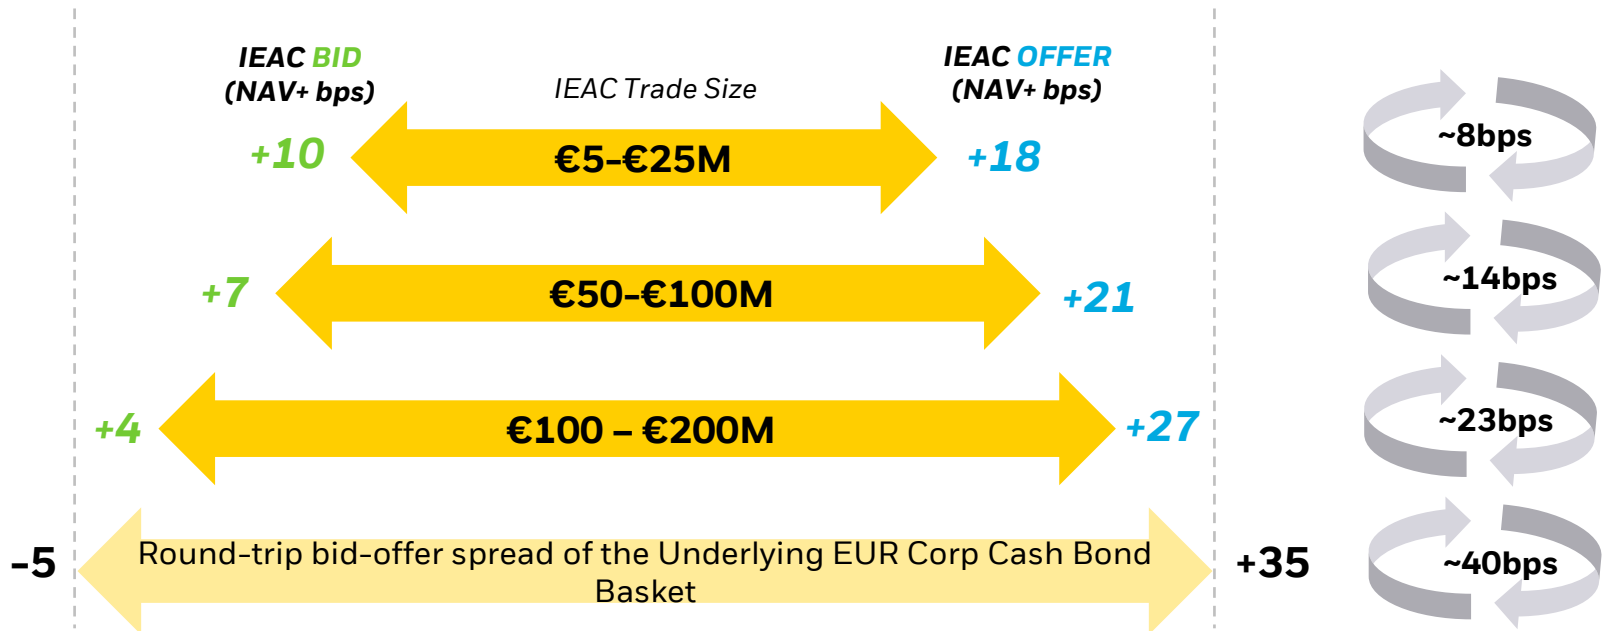 IEAC BID
(NAV+ bps)
IEAC Trade Size
IEAC OFFER
(NAV+ bps)
+10
€5-€25M
+18
~8bps
+7
€50-€100M
+21
~14bps
+4
€100 – €200M
+27
~23bps
-5
Round-trip bid-offer spread of the Underlying EUR Corp Cash Bond
Basket
+35
~40bps